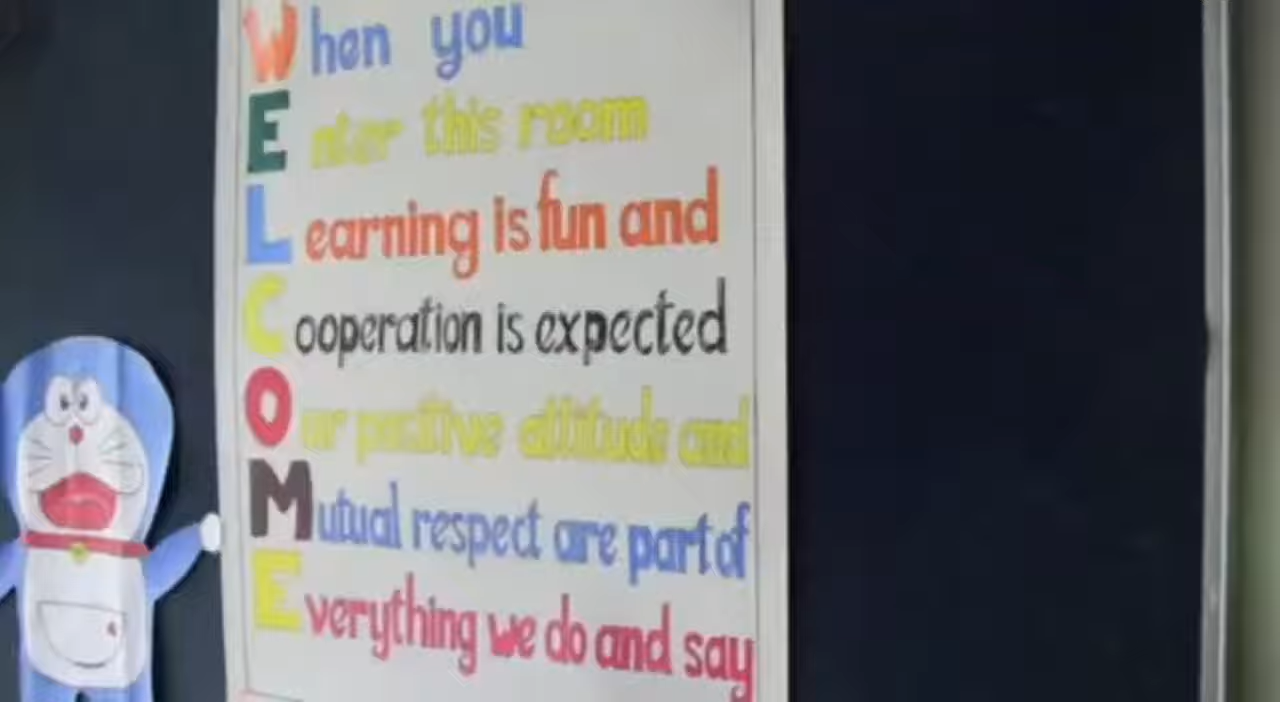 When you
Enter this room
Learning is fun and
Cooperation is expected
Our positive attitude and
Mutual respect are part of
Everything we do and say